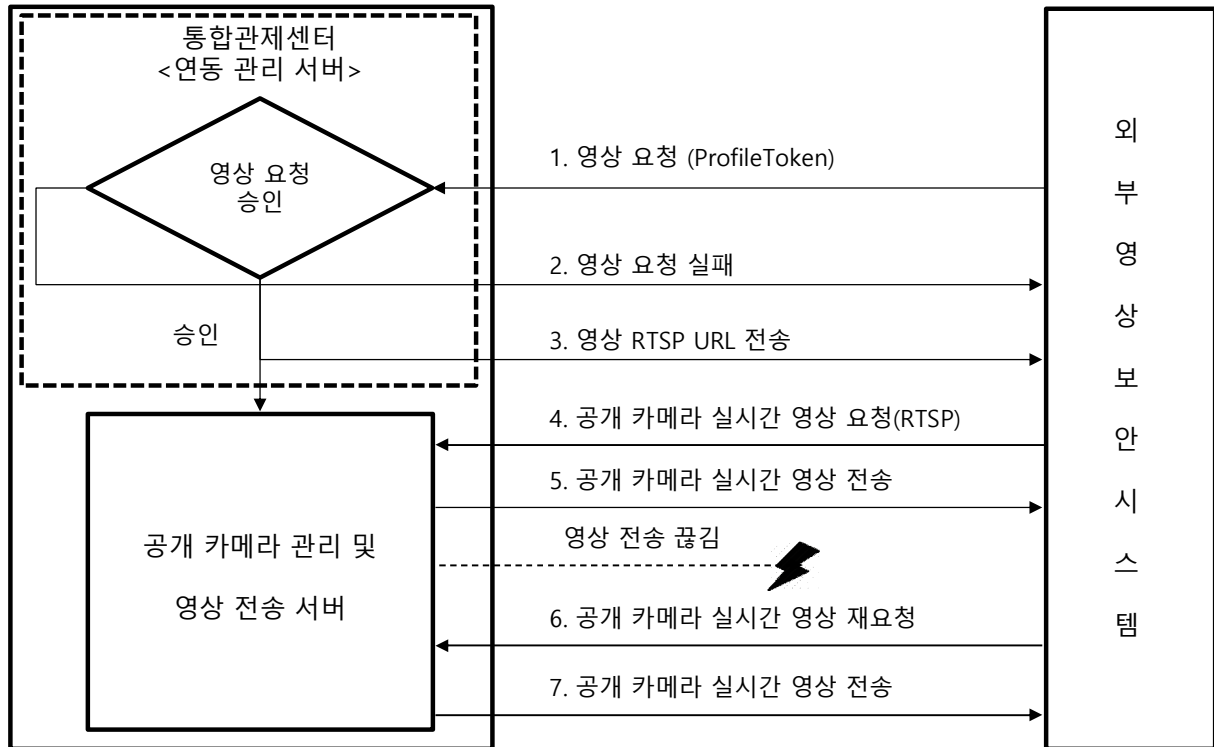 통합관제센터
<연동 관리 서버>
영상 요청
승인
1. 영상 요청 (ProfileToken)
2. 영상 요청 실패
승인
3. 영상 RTSP URL 전송
4. 공개 카메라 실시간 영상 요청(RTSP)
5. 공개 카메라 실시간 영상 전송
영상 전송 끊김
공개 카메라 관리 및
영상 전송 서버
6. 공개 카메라 실시간 영상 재요청
7. 공개 카메라 실시간 영상 전송
외
부
영
상
보
안
시
스
템